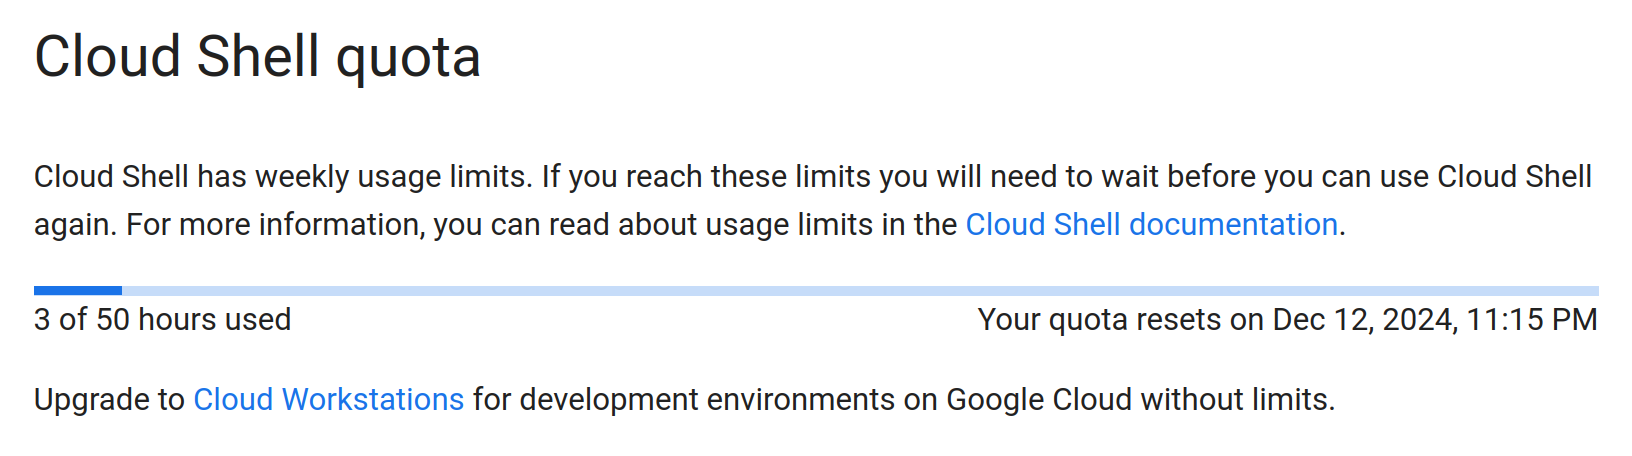 Cloud Shell quota
Cloud Shell has weekly usage limits. If you reach these limits you will need to wait before you can use Cloud Shell
again. For more information, you can read about usage limits in the Cloud Shell documentation.
3 of 50 hours used
Your quota resets on Dec 12, 2024, 11:15 PM
Upgrade to Cloud Workstations for development environments on Google Cloud without limits.